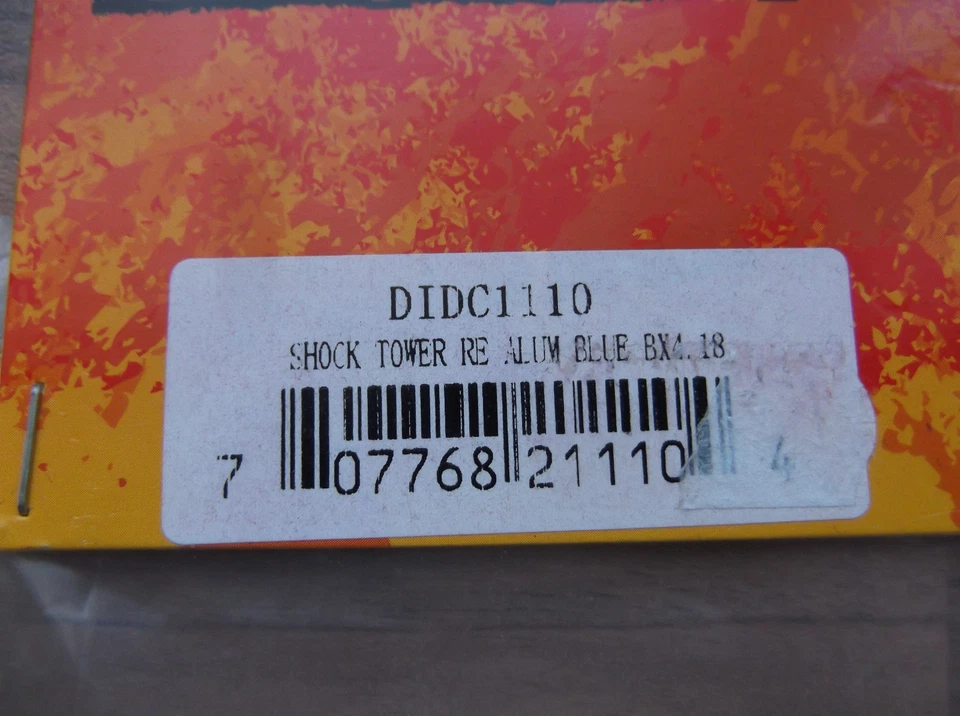 DIDC1110
SHOCK TOWER RE ALUM BLUE BX4.18
7 07768 21110 4